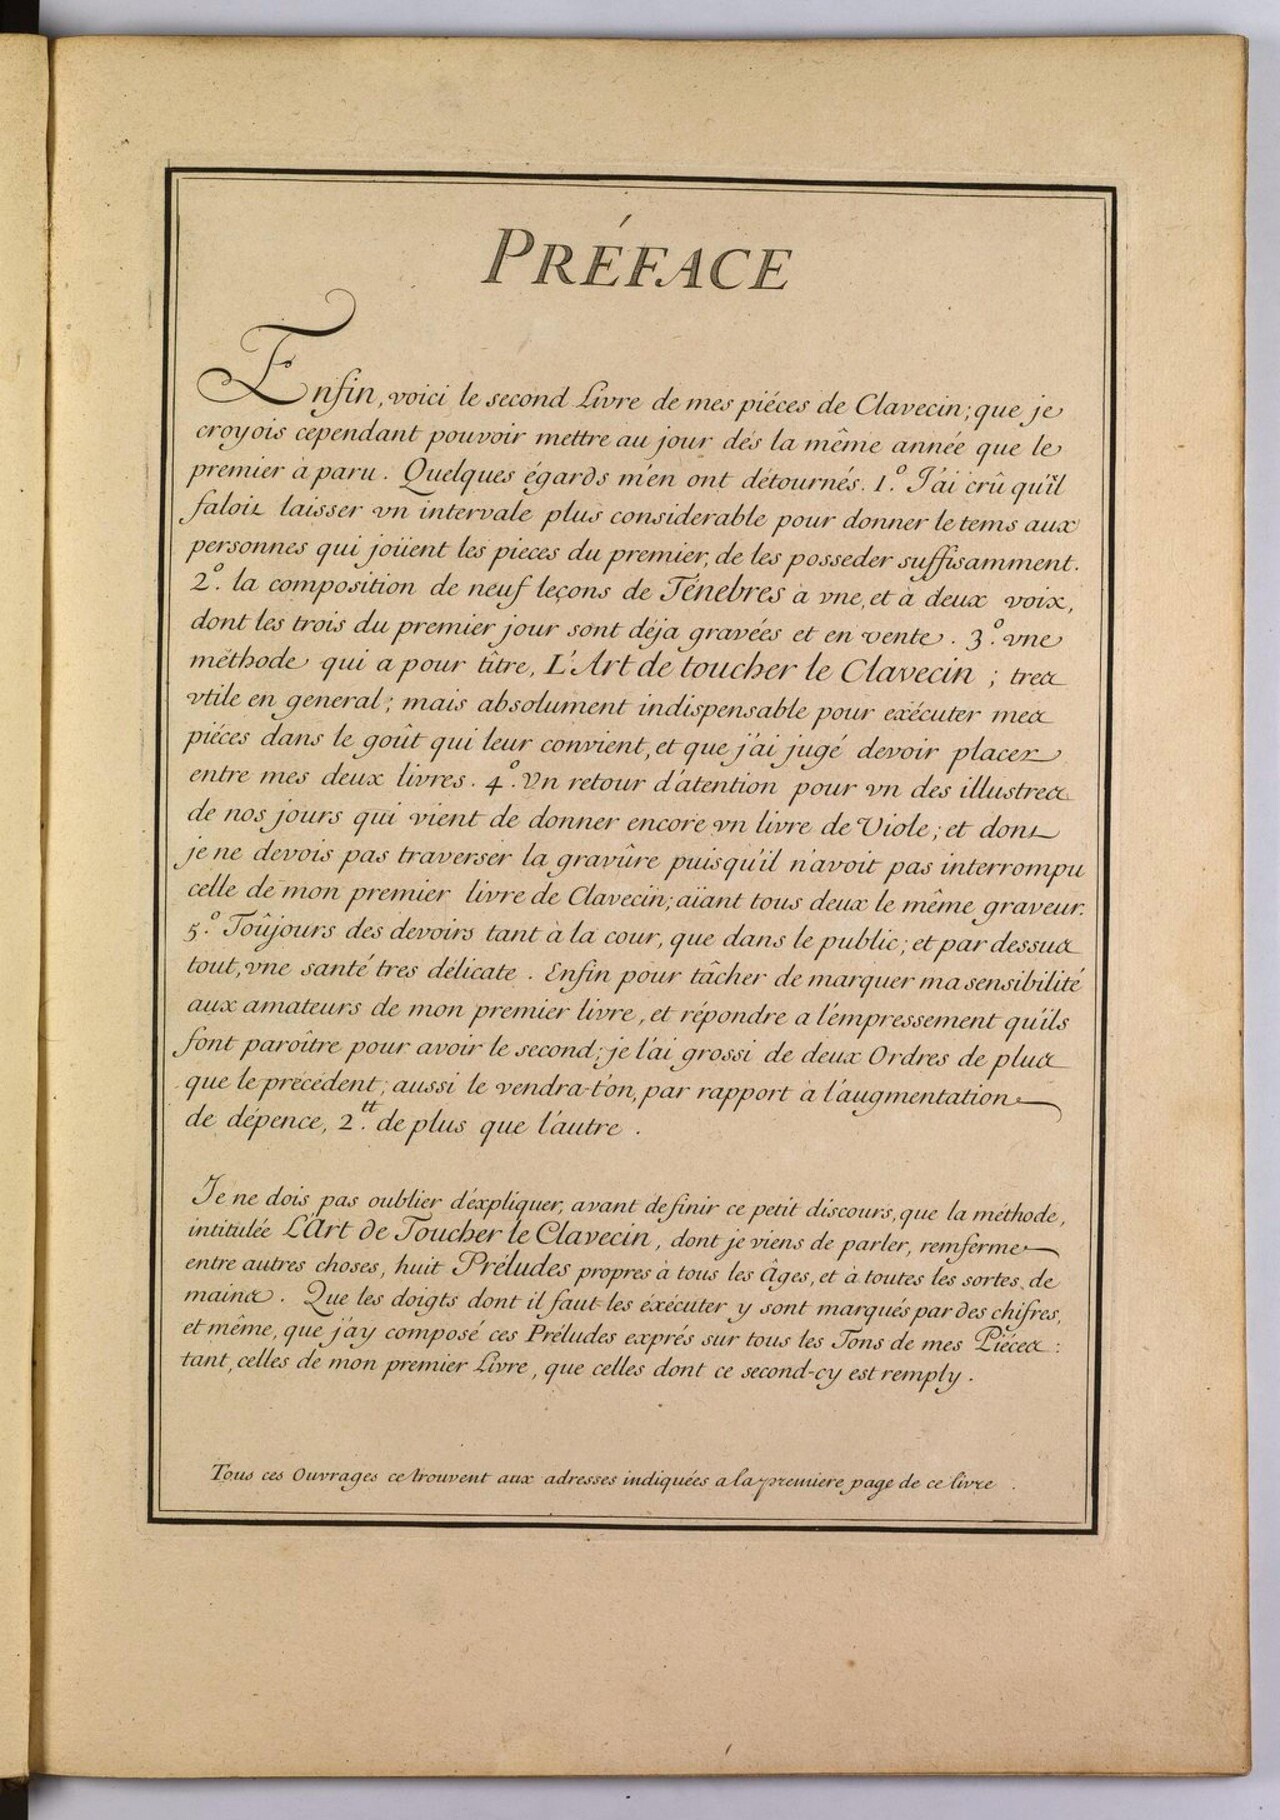 PRÉFACE
Enfin, voici le second Livre de mes piéces de Clavecin; que je
croyois cependant pouvoir mettre au jour dés la même année que le
premier à paru. Quelques égards m'en ont détournés. 1.º J'ai crû qu'il
faloit laisser vn intervale plus considerable pour donner le tems aux
personnes qui joüent les pieces du premier, de les posseder suffisamment.
2.º la composition de neuf leçons de Ténebres à vne, et à deux voix,
dont les trois du premier jour sont déja gravées et en vente. 3.º vne
méthode qui a pour tître, L'Art de toucher le Clavecin; tres
vtile en general; mais absolument indispensable pour exécuter mes
piéces dans le goût qui leur convient, et que j'ai jugé devoir placer
entre mes deux livres. 4.º Vn retour d'atention pour vn des illustres
de nos jours qui vient de donner encore vn livre de Viole; et dont
je ne devois pas traverser la gravûre puisqu'il n'avoit pas interrompu
celle de mon premier livre de Clavecin; aïant tous deux le même graveur.
5.º Toûjours des devoirs tant à la cour, que dans le public; et par dessus
tout, vne santé tres délicate. Enfin pour tâcher de marquer ma sensibilité
aux amateurs de mon premier livre, et répondre a l'empressement qu'ils
font paroître pour avoir le second; je l'ai grossi de deux Ordres de plus
que le précédent; aussi le vendra-t'on, par rapport à l'augmentation
de dépence, 2.tt de plus que l'autre.
Je ne dois pas oublier d'expliquer, avant de finir ce petit discours, que la méthode,
intitulée L'Art de Toucher le Clavecin, dont je viens de parler, remferme
entre autres choses, huit Préludes propres à tous les Âges, et à toutes les sortes de
mains. Que les doigts dont il faut les éxécuter y sont marqués par des chifres,
et même, que j'ay composé ces Préludes exprés sur tous les Tons de mes Piéces:
tant, celles de mon premier Livre, que celles dont ce second-cy est remply.
Tous ces Ouvrages ce trouvent aux adresses indiquées a la premiere page de ce livre.